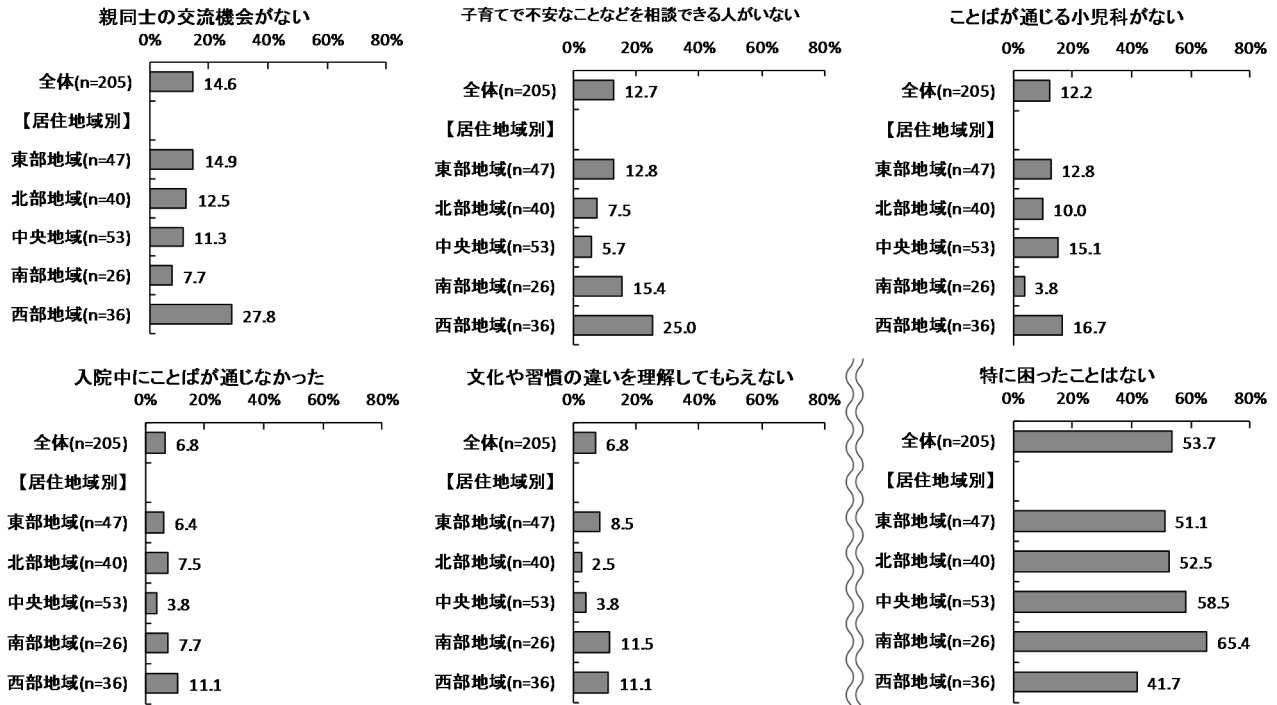 親同士の交流機会がない
0% 20% 40% 60% 80%
全体(n=205) 14.6
【居住地域別】
東部地域(n=47) 14.9
北部地域(n=40) 12.5
中央地域(n=53) 11.3
南部地域(n=26) 7.7
西部地域(n=36) 27.8
子育てで不安なことなどを相談できる人がいない
0% 20% 40% 60% 80%
全体(n=205) 12.7
【居住地域別】
東部地域(n=47) 12.8
北部地域(n=40) 7.5
中央地域(n=53) 5.7
南部地域(n=26) 15.4
西部地域(n=36) 25.0
ことばが通じる小児科がない
0% 20% 40% 60% 80%
全体(n=205) 12.2
【居住地域別】
東部地域(n=47) 12.8
北部地域(n=40) 10.0
中央地域(n=53) 15.1
南部地域(n=26) 3.8
西部地域(n=36) 16.7
入院中にことばが通じなかった
0% 20% 40% 60% 80%
全体(n=205) 6.8
【居住地域別】
東部地域(n=47) 6.4
北部地域(n=40) 7.5
中央地域(n=53) 3.8
南部地域(n=26) 7.7
西部地域(n=36) 11.1
文化や習慣の違いを理解してもらえない
0% 20% 40% 60% 80%
全体(n=205) 6.8
【居住地域別】
東部地域(n=47) 8.5
北部地域(n=40) 2.5
中央地域(n=53) 3.8
南部地域(n=26) 11.5
西部地域(n=36) 11.1
特に困ったことはない
0% 20% 40% 60% 80%
全体(n=205) 53.7
【居住地域別】
東部地域(n=47) 51.1
北部地域(n=40) 52.5
中央地域(n=53) 58.5
南部地域(n=26) 65.4
西部地域(n=36) 41.7